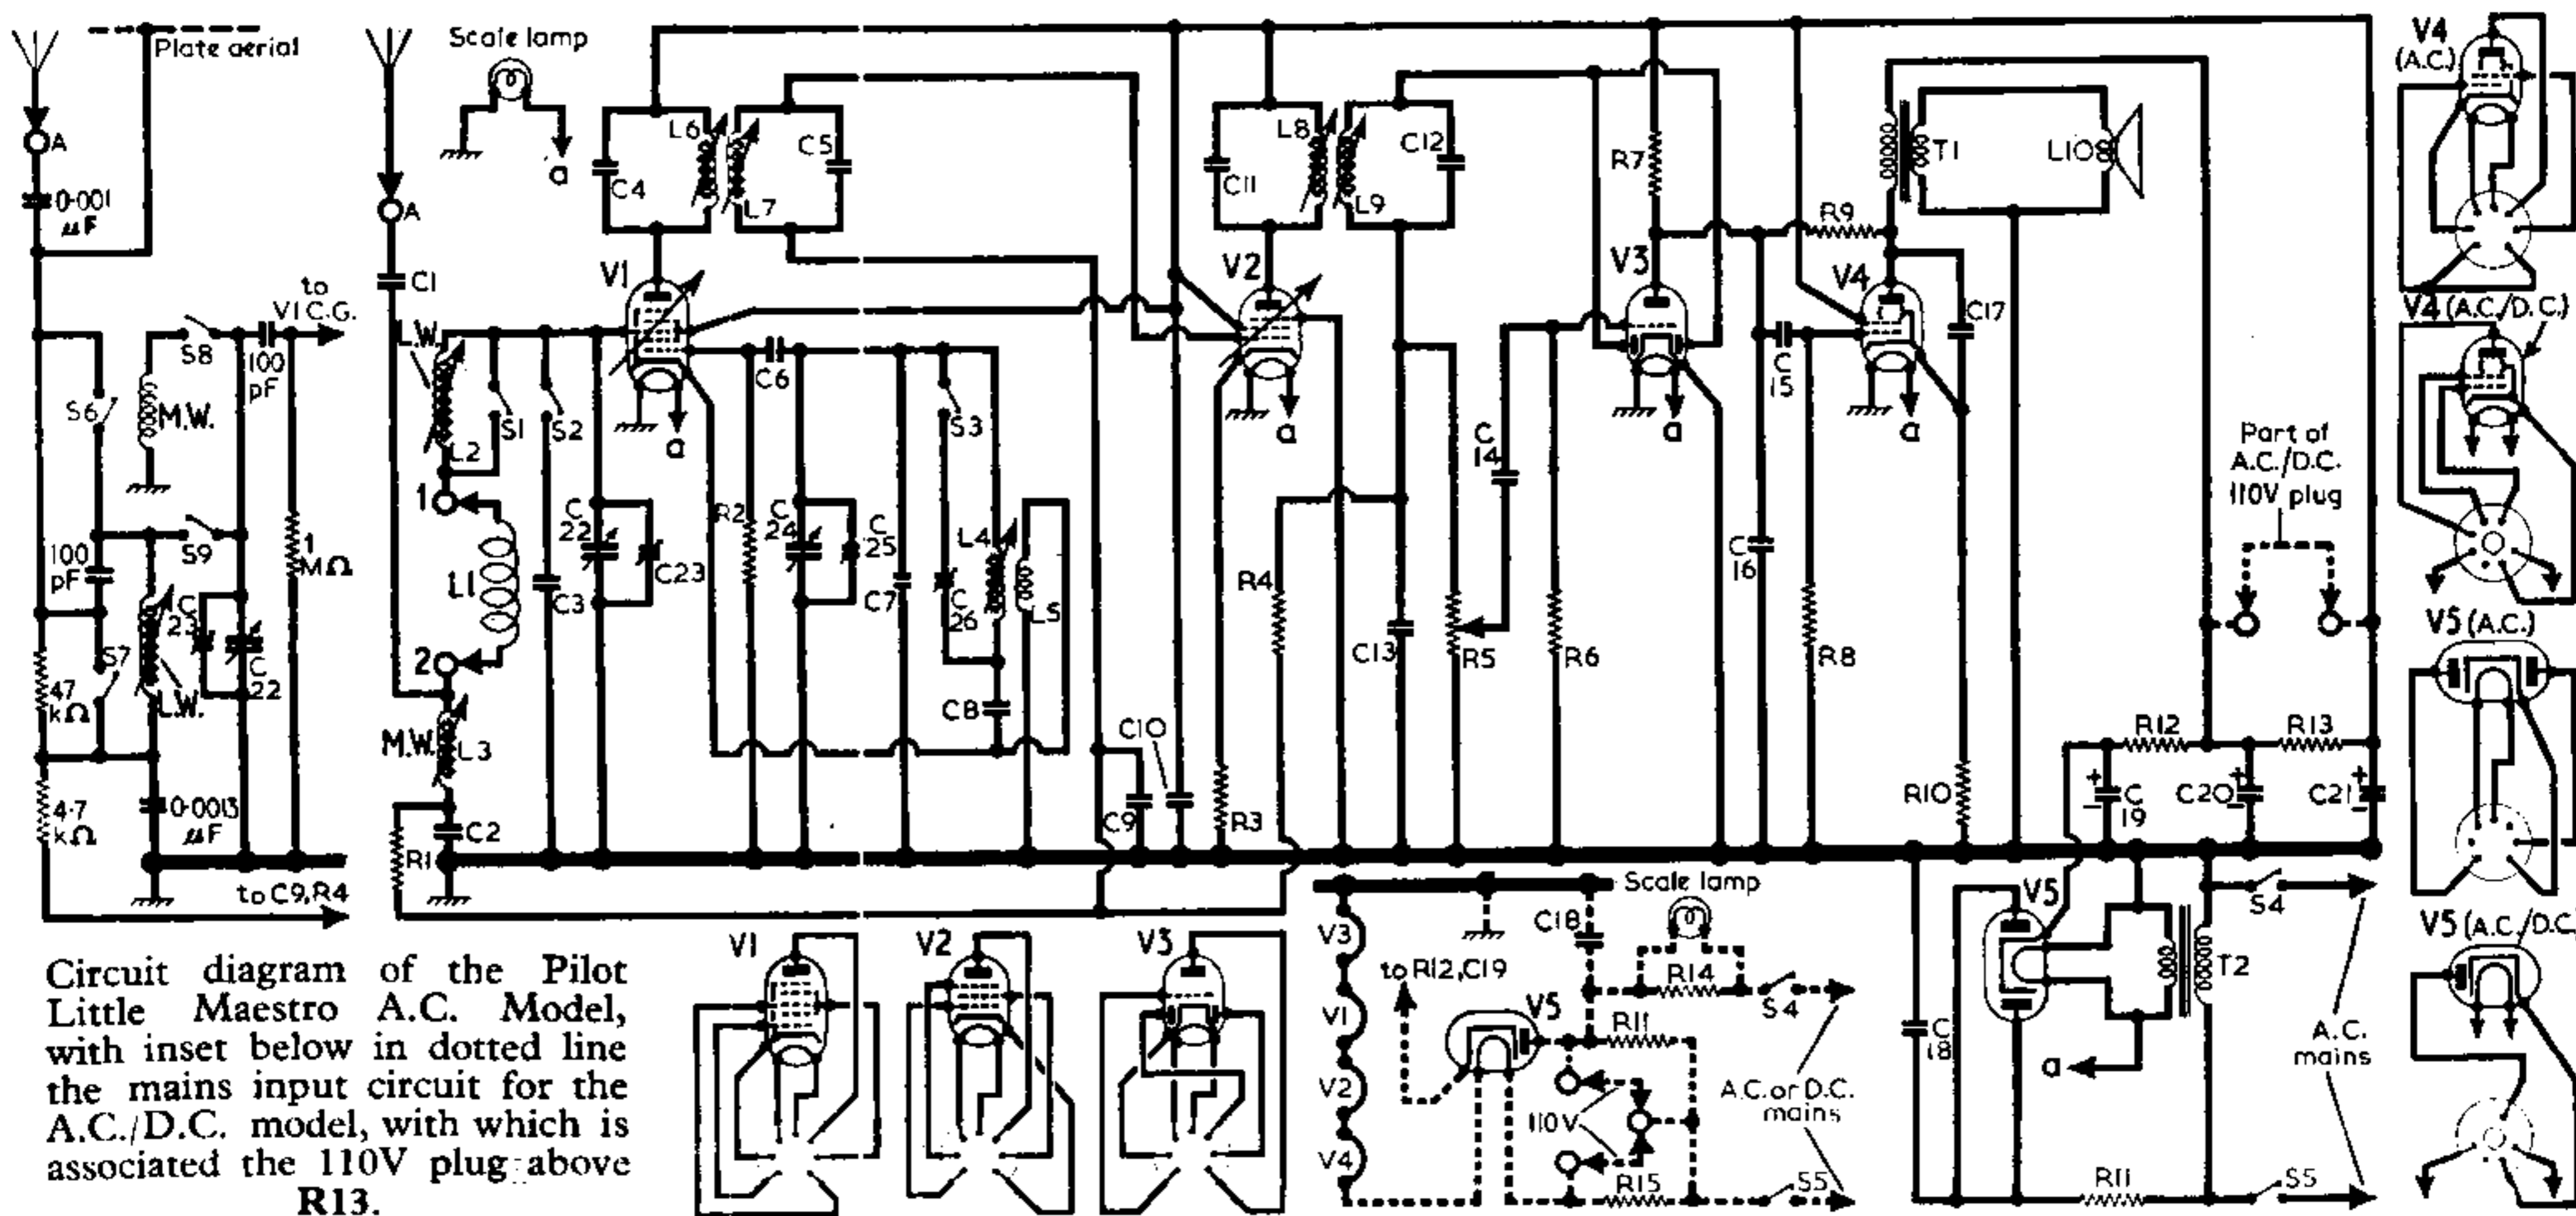 Plate aerial
A
0·001
µF
to
V1 C.G.
S8
100
pF
S6
M.W.
S9
100
pF
1
MΩ
C
23
C
22
S7
L.W.
47
kΩ
4·7
kΩ
0·0013
µF
to C9,R4
Scale lamp
a
A
C1
L.W.
L2
S1
S2
1
L1
2
M.W.
L3
C2
R1
C3
C
22
C23
L6
C4
L7
C5
V1
a
C6
R2
C
24
C
25
C7
S3
L4
C
26
L5
C8
C9
C10
R3
R4
V2
a
L8
C11
L9
C12
C13
R5
C
14
R6
R7
V3
a
C
15
C
16
R8
R9
V4
a
C17
R10
T1
L10
Part of
A.C./D.C.
110V plug
R12
R13
C
19
C20
C21
+
−
+
−
+
−
V4
(A.C.)
V4 (A.C./D.C.)
V5 (A.C.)
V5 (A.C./D.C.)
Circuit diagram of the Pilot
Little Maestro A.C. Model,
with inset below in dotted line
the mains input circuit for the
A.C./D.C. model, with which is
associated the 110V plug above
R13.
V1
V2
V3
V3
V1
V2
V4
to R12,C19
C18
Scale lamp
R14
S4
V5
R11
110V
A.C. or D.C.
mains
R15
S5
C
18
V5
T2
a
S4
A.C.
mains
R11
S5